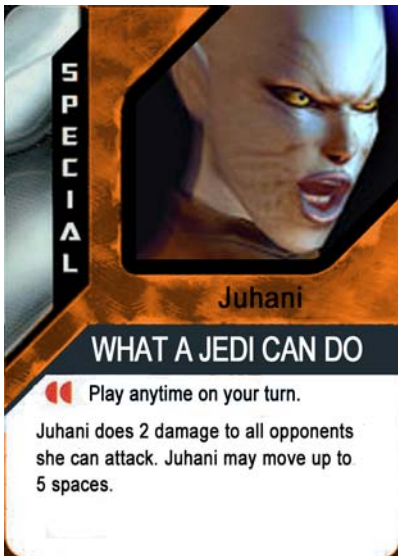 SPECIAL
Juhani
WHAT A JEDI CAN DO
Play anytime on your turn.
Juhani does 2 damage to all opponents
she can attack. Juhani may move up to
5 spaces.